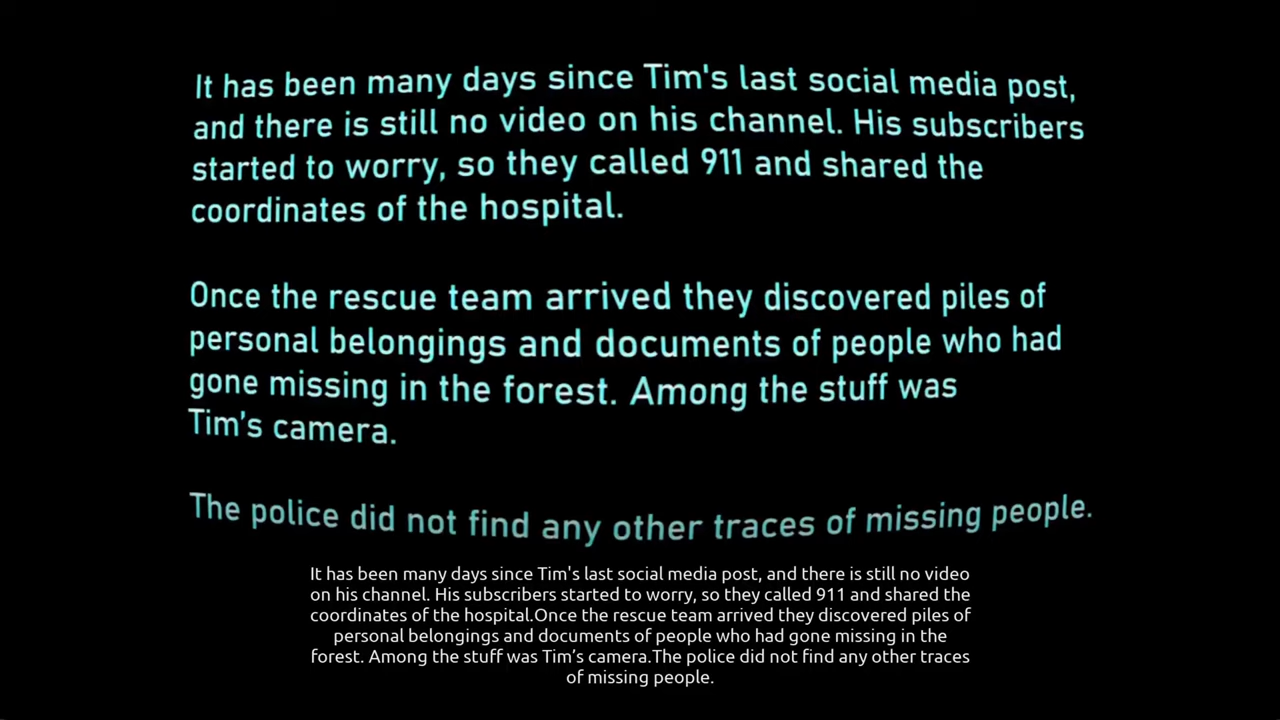 It has been many days since Tim's last social media post,
and there is still no video on his channel. His subscribers
started to worry, so they called 911 and shared the
coordinates of the hospital.
Once the rescue team arrived they discovered piles of
personal belongings and documents of people who had
gone missing in the forest. Among the stuff was
Tim’s camera.
The police did not find any other traces of missing people.
It has been many days since Tim's last social media post, and there is still no video
on his channel. His subscribers started to worry, so they called 911 and shared the
coordinates of the hospital.Once the rescue team arrived they discovered piles of
personal belongings and documents of people who had gone missing in the
forest. Among the stuff was Tim’s camera.The police did not find any other traces
of missing people.